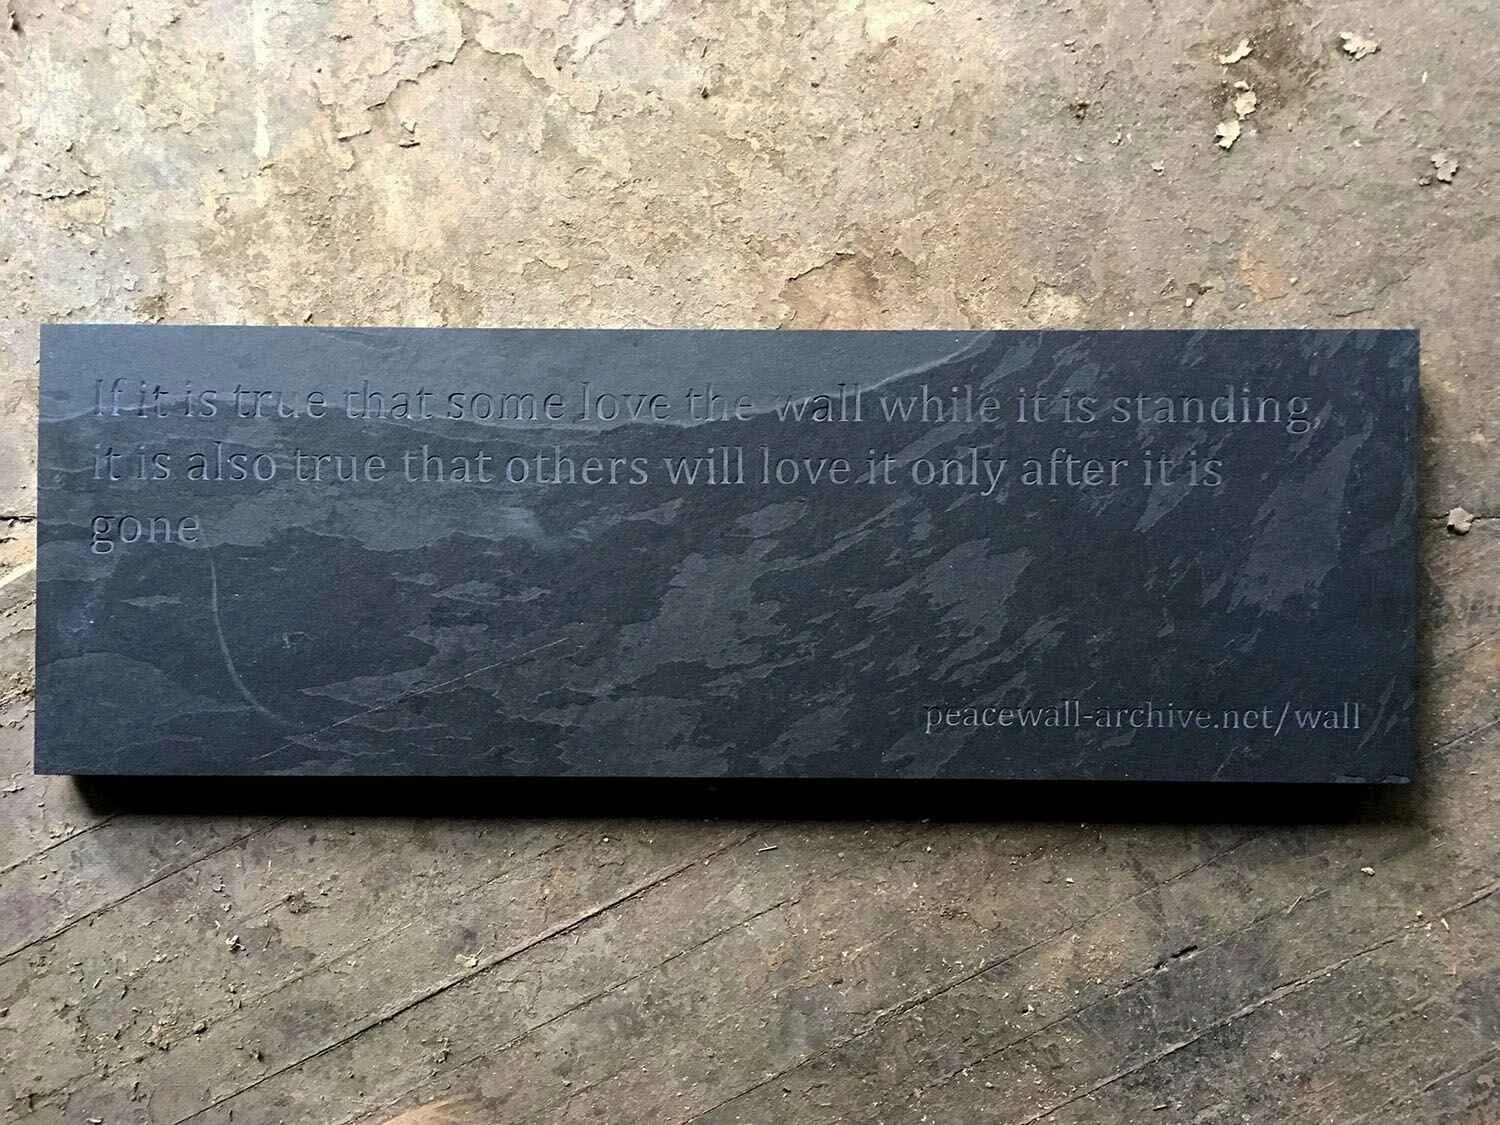 If it is true that some love the wall while it is standing,
it is also true that others will love it only after it is
gone
peacewall-archive.net/wall